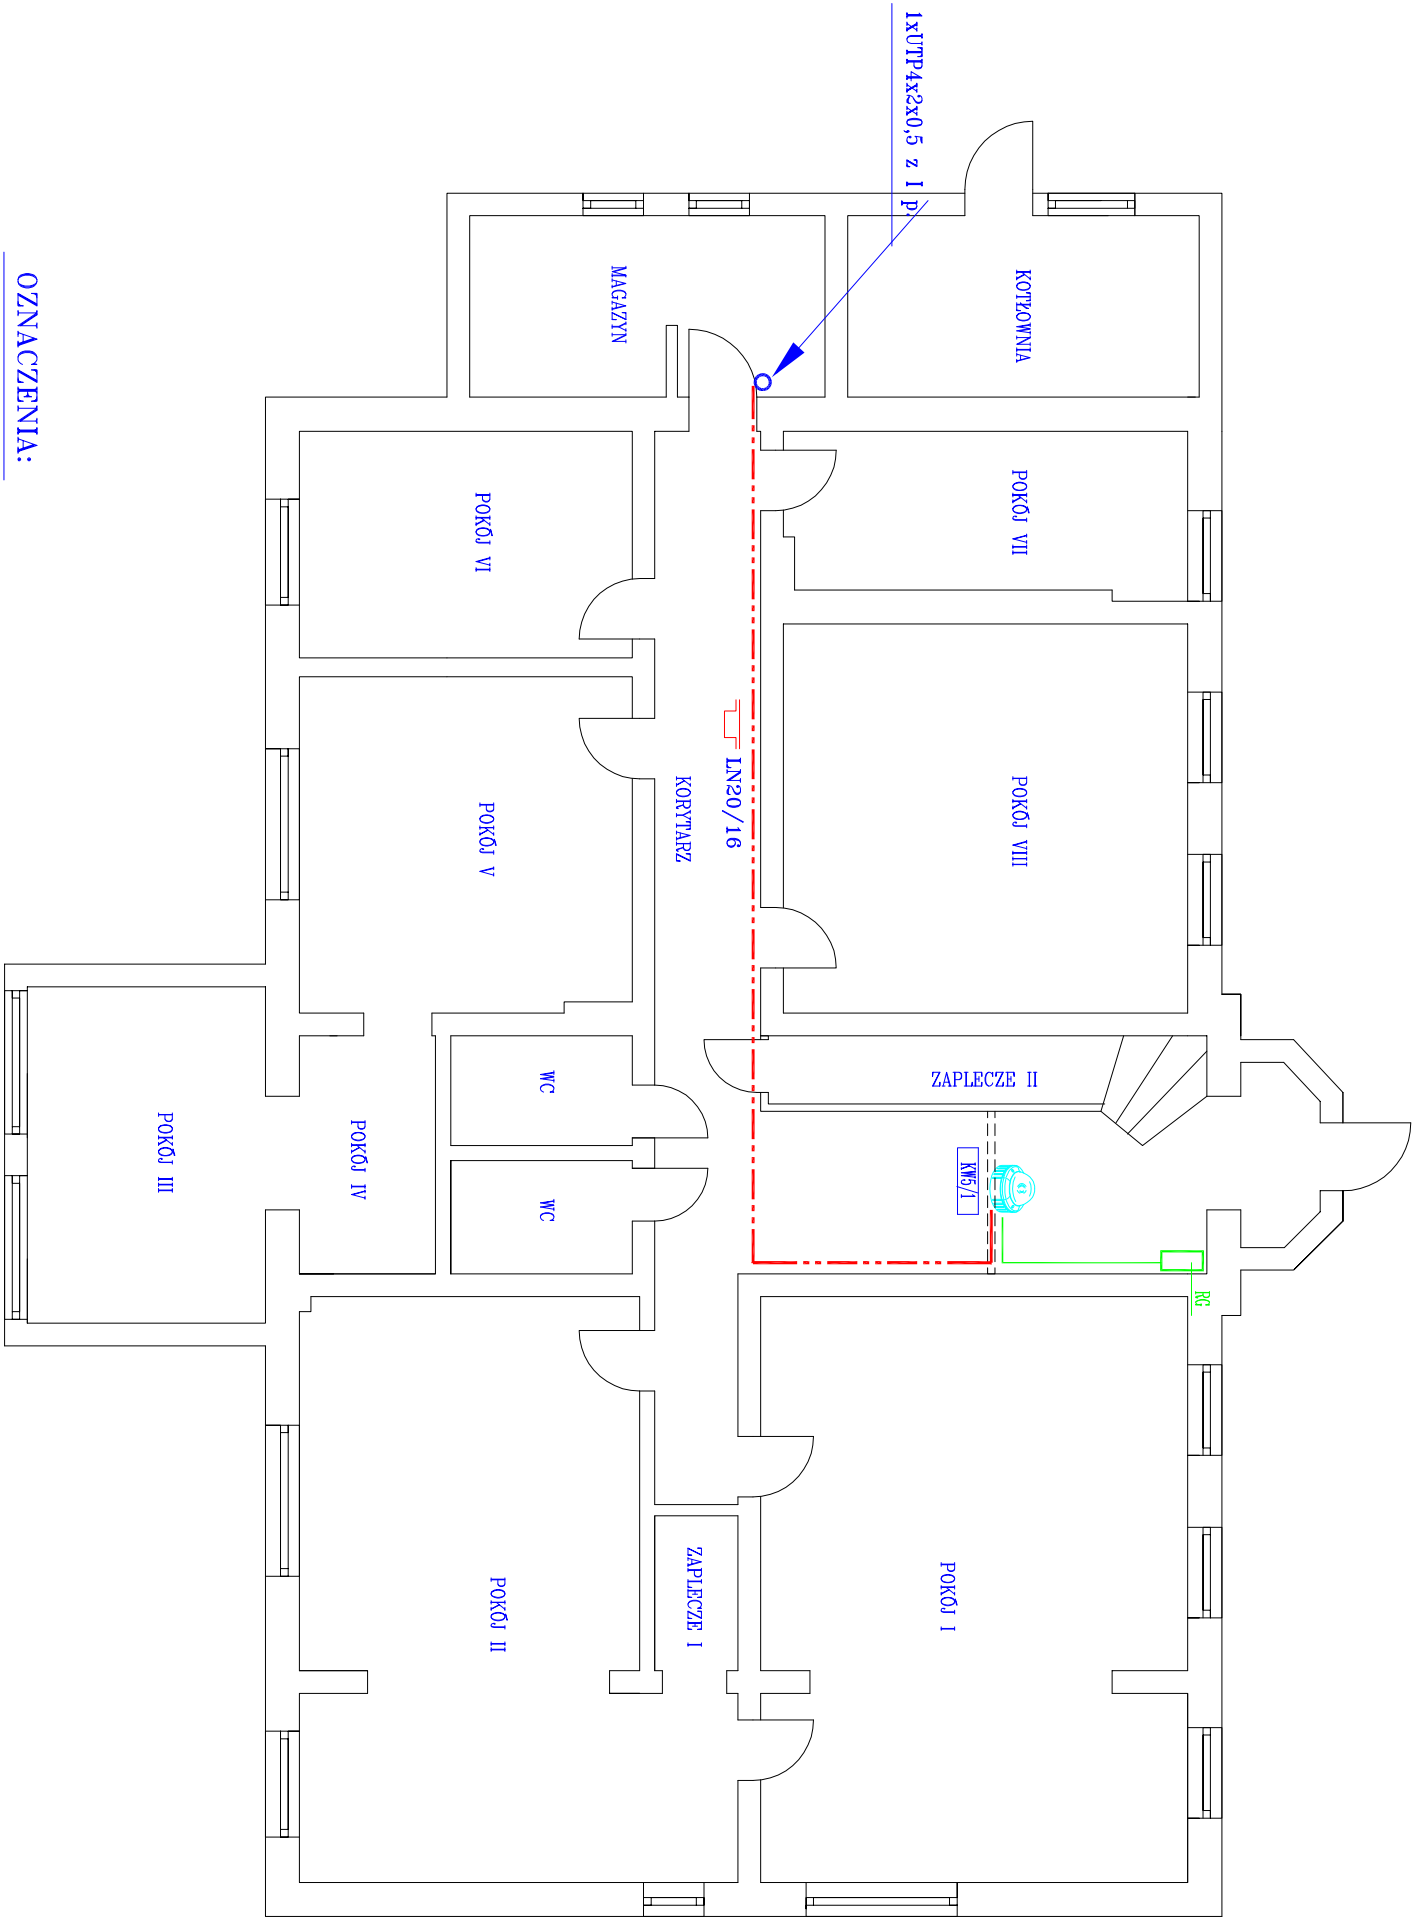 1xUTP4x2x0,5 z I p.
KOTŁOWNIA
MAGAZYN
POKÓJ VII
POKÓJ VI
POKÓJ VIII
LN20/16
KORYTARZ
POKÓJ V
ZAPLECZE II
WC
KW5/1
POKÓJ IV
POKÓJ III
WC
RG
POKÓJ I
ZAPLECZE I
POKÓJ II
OZNACZENIA: